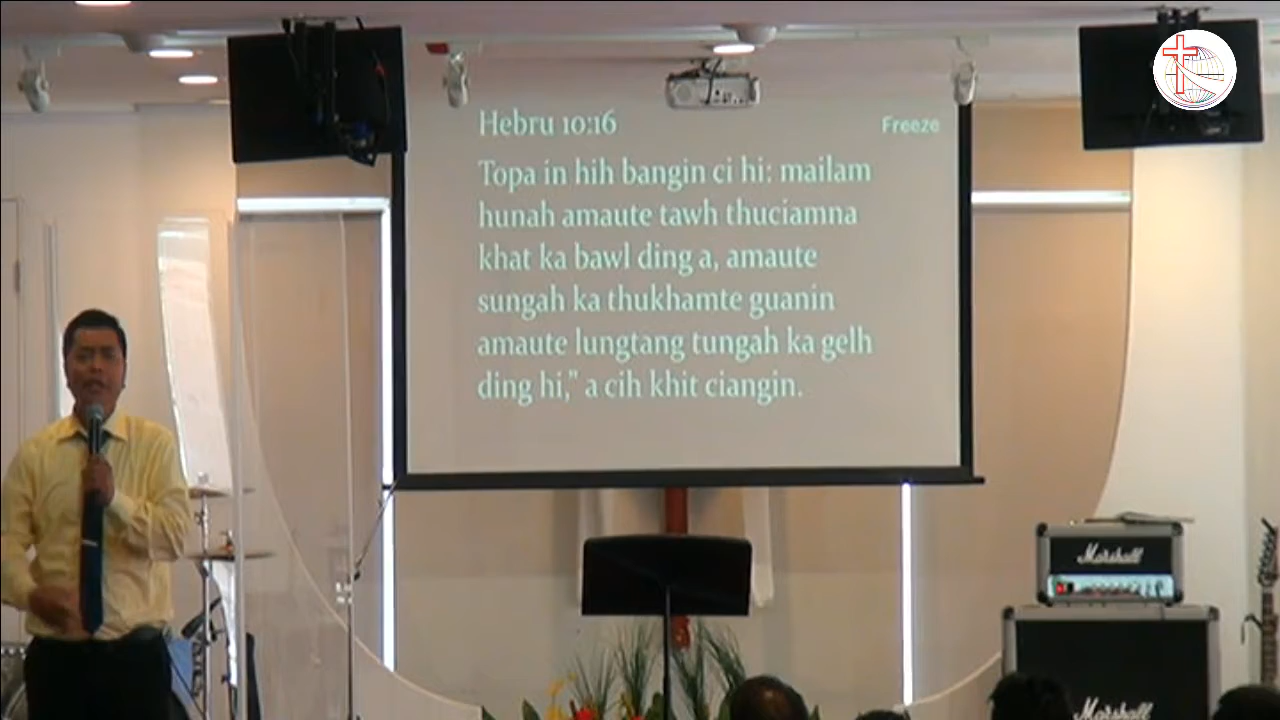 Hebru 10:16
Freeze
Topa in hih bangin ci hi: mailam
hunah amaute tawh thuciamna
khat ka bawl ding a, amaute
sungah ka thukhamte guanin
amaute lungtang tungah ka gelh
ding hi,” a cih khit ciangin.
Marshall
Marshall